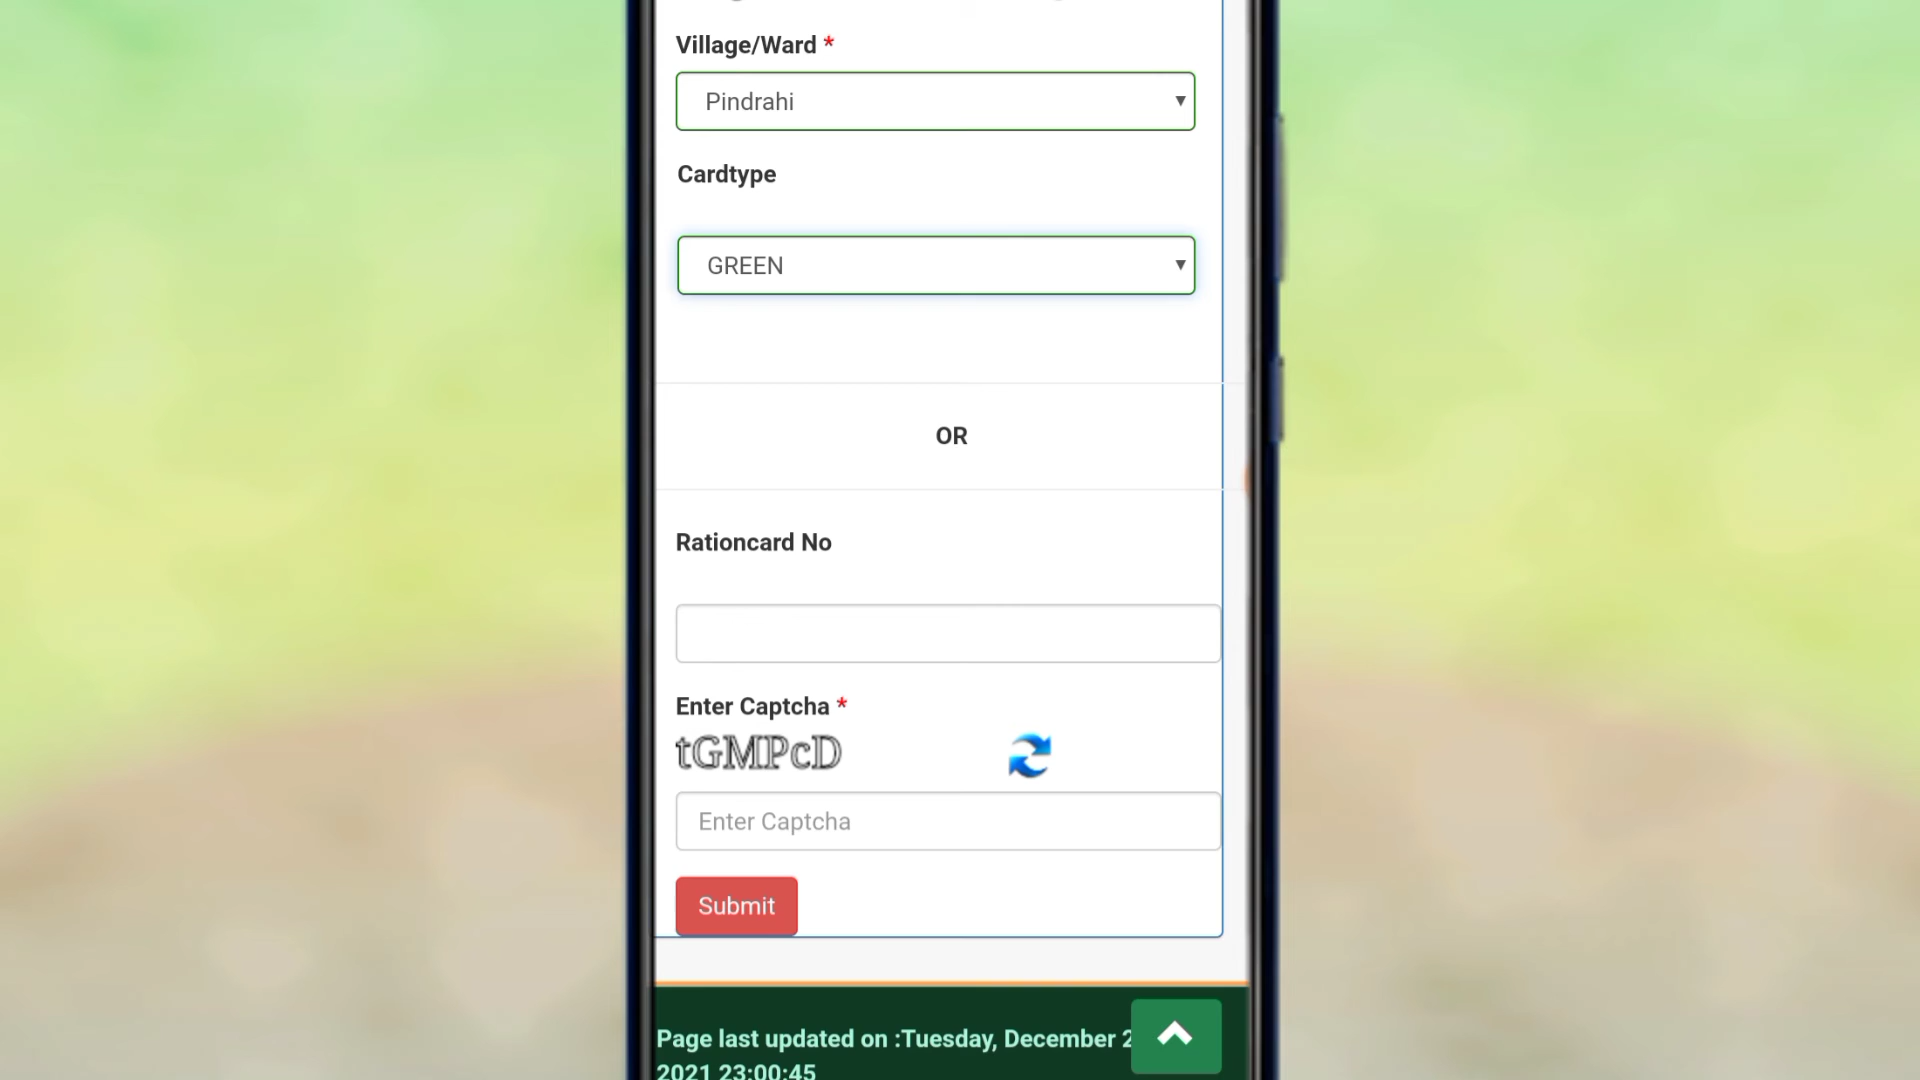 Village/Ward *
Pindrahi
Cardtype
GREEN
OR
Rationcard No
Enter Captcha *
tGMPcD
Enter Captcha
Submit
Page last updated on :Tuesday, December 2
2021 23:00:45